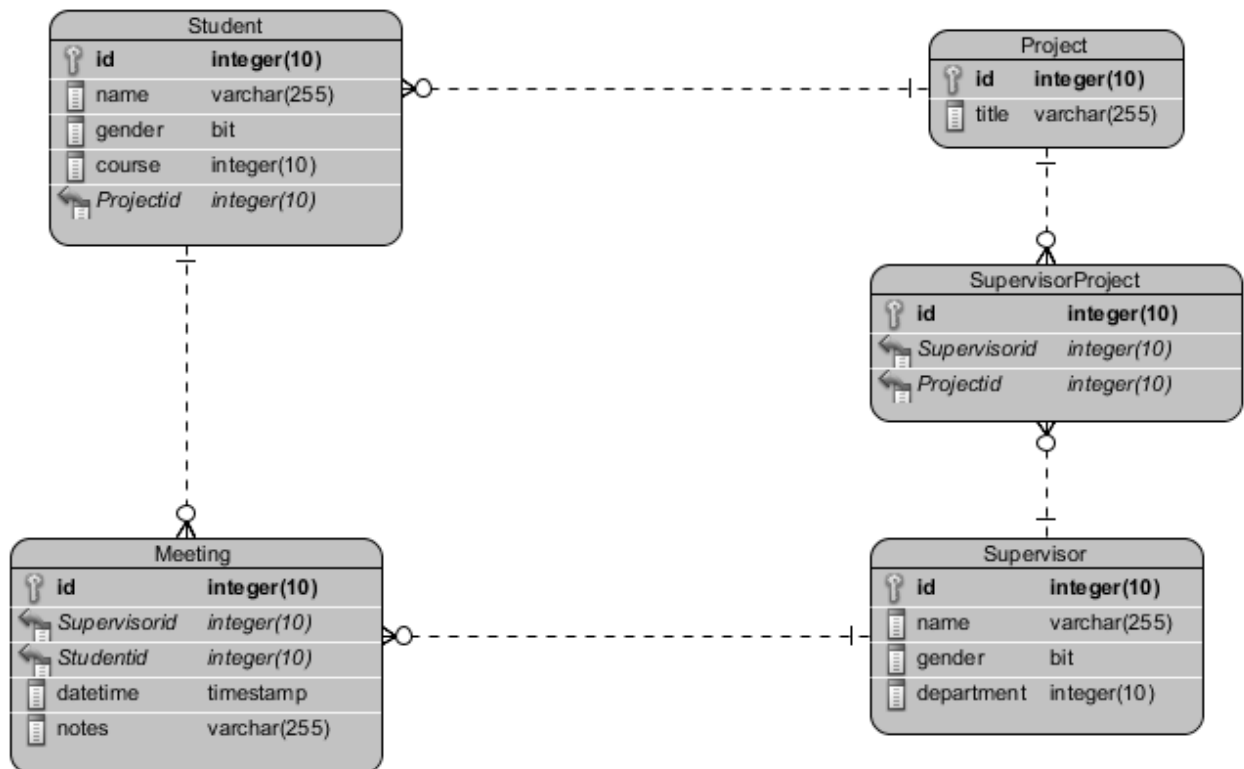 Student
id integer(10)
name varchar(255)
gender bit
course integer(10)
Projectid integer(10)
Project
id integer(10)
title varchar(255)
SupervisorProject
id integer(10)
Supervisorid integer(10)
Projectid integer(10)
Meeting
id integer(10)
Supervisorid integer(10)
Studentid integer(10)
datetime timestamp
notes varchar(255)
Supervisor
id integer(10)
name varchar(255)
gender bit
department integer(10)